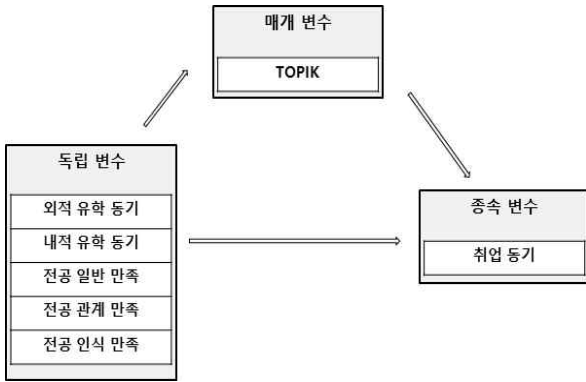 매개 변수
TOPIK
독립 변수
외적 유학 동기
내적 유학 동기
전공 일반 만족
전공 관계 만족
전공 인식 만족
종속 변수
취업 동기